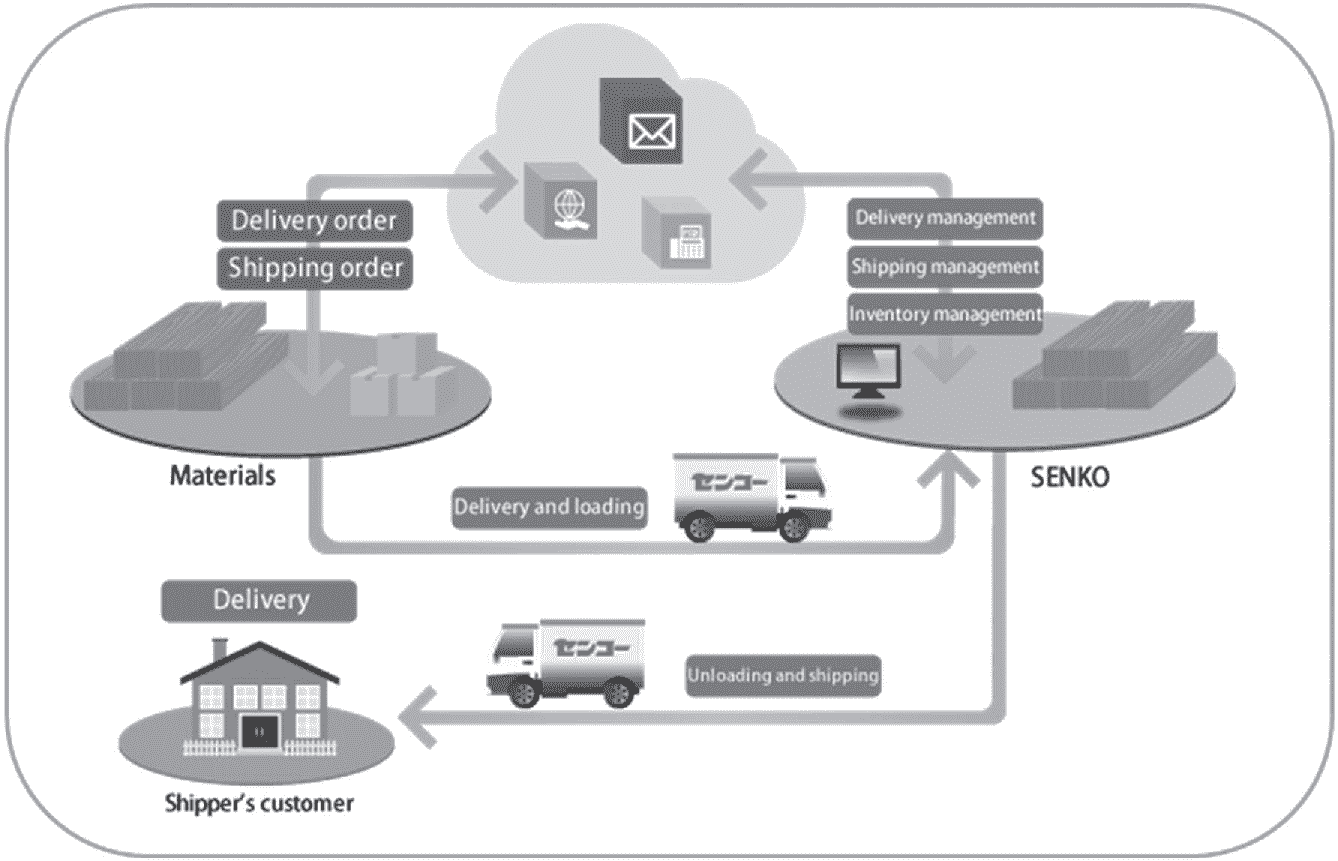 Delivery order
Shipping order
Delivery management
Shipping management
Inventory management
Materials
SENKO
Delivery and loading
センコー
Delivery
センコー
Unloading and shipping
Shipper's customer